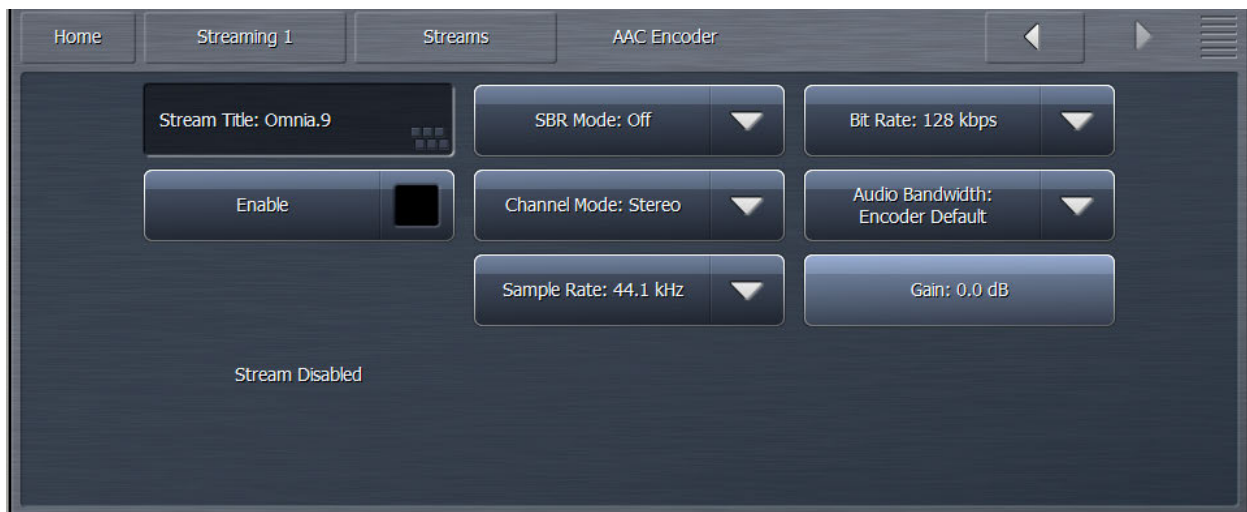 Home
Streaming 1
Streams
AAC Encoder
Stream Title: Omnia.9
SBR Mode: Off
Bit Rate: 128 kbps
Enable
Channel Mode: Stereo
Audio Bandwidth:
Encoder Default
Sample Rate: 44.1 kHz
Gain: 0.0 dB
Stream Disabled